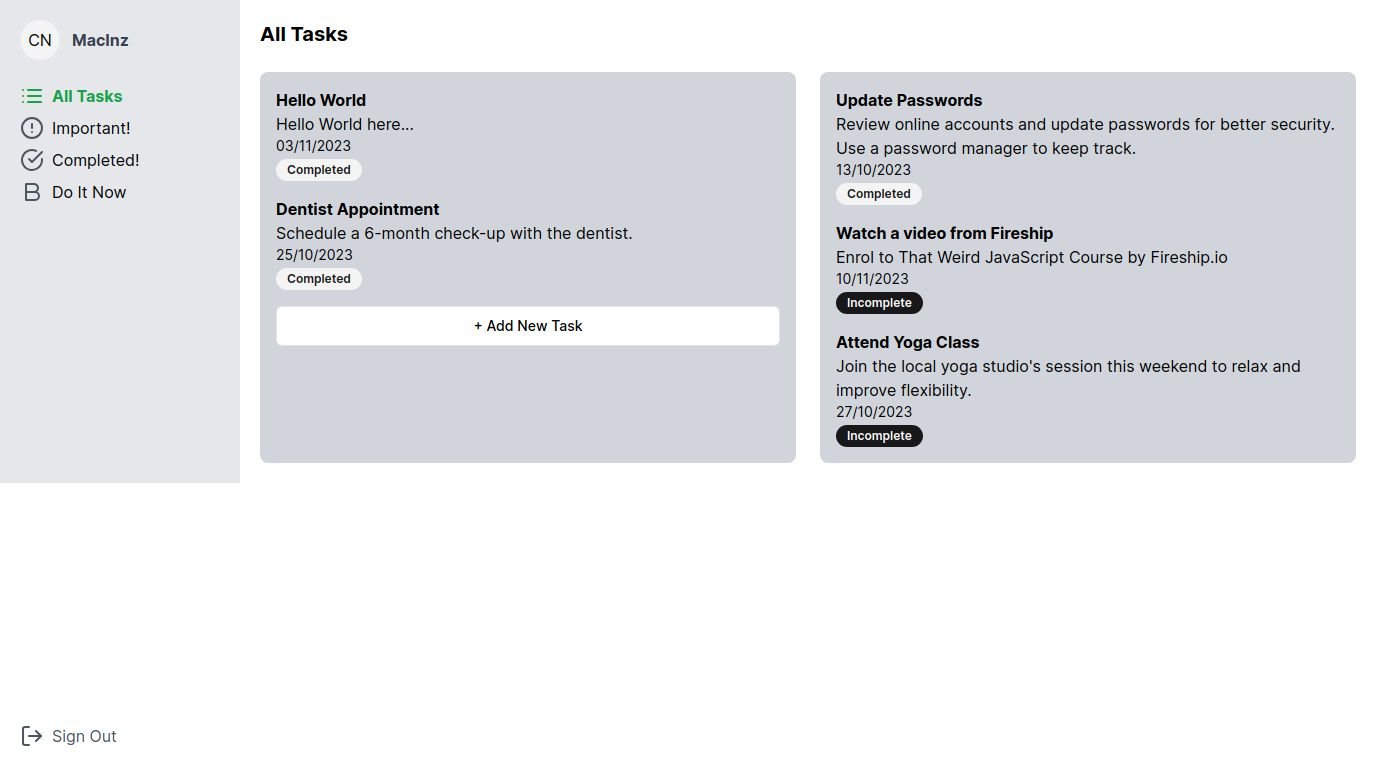 CN MacInz
All Tasks
Important!
Completed!
Do It Now
Sign Out
All Tasks
Hello World
Hello World here...
03/11/2023
Completed
Dentist Appointment
Schedule a 6-month check-up with the dentist.
25/10/2023
Completed
+ Add New Task
Update Passwords
Review online accounts and update passwords for better security.
Use a password manager to keep track.
13/10/2023
Completed
Watch a video from Fireship
Enrol to That Weird JavaScript Course by Fireship.io
10/11/2023
Incomplete
Attend Yoga Class
Join the local yoga studio's session this weekend to relax and
improve flexibility.
27/10/2023
Incomplete